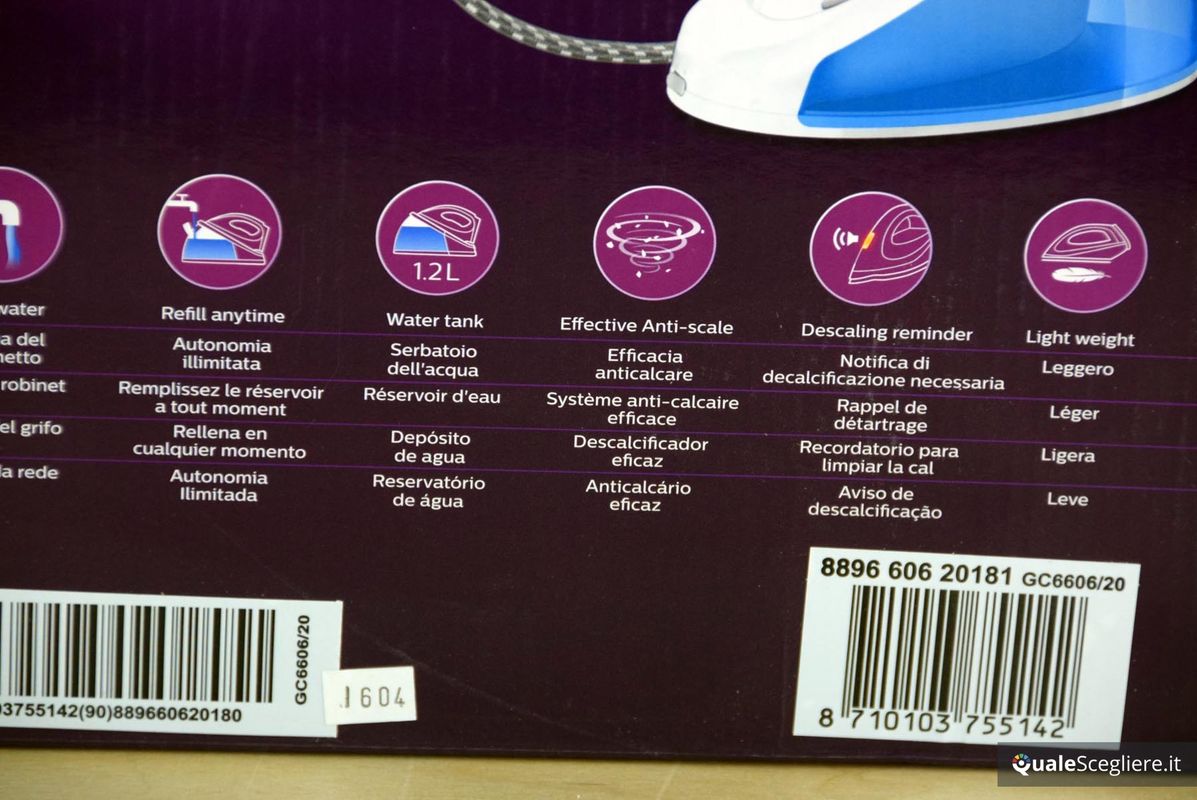 1.2L
water
Refill anytime
Water tank
Effective Anti-scale
Descaling reminder
Light weight
a del
Autonomia
illimitata
Serbatoio
dell'acqua
Efficacia
anticalcare
Notifica di
decalcificazione necessaria
Leggero
robinet
Remplissez le réservoir
a tout moment
Réservoir d'eau
Système anti-calcaire
efficace
Rappel de
détartrage
Léger
el grifo
Rellena en
cualquier momento
Depósito
de agua
Descalcificador
eficaz
Recordatorio para
limpiar la cal
Ligera
la rede
Autonomia
Ilimitada
Reservatório
de água
Anticalcário
eficaz
Aviso de
descalcificação
Leve
8896 606 20181 GC6606/20
8 710103 755142
GC6606/20
03755142(90)889660620180
1604
QualeScegliere.it